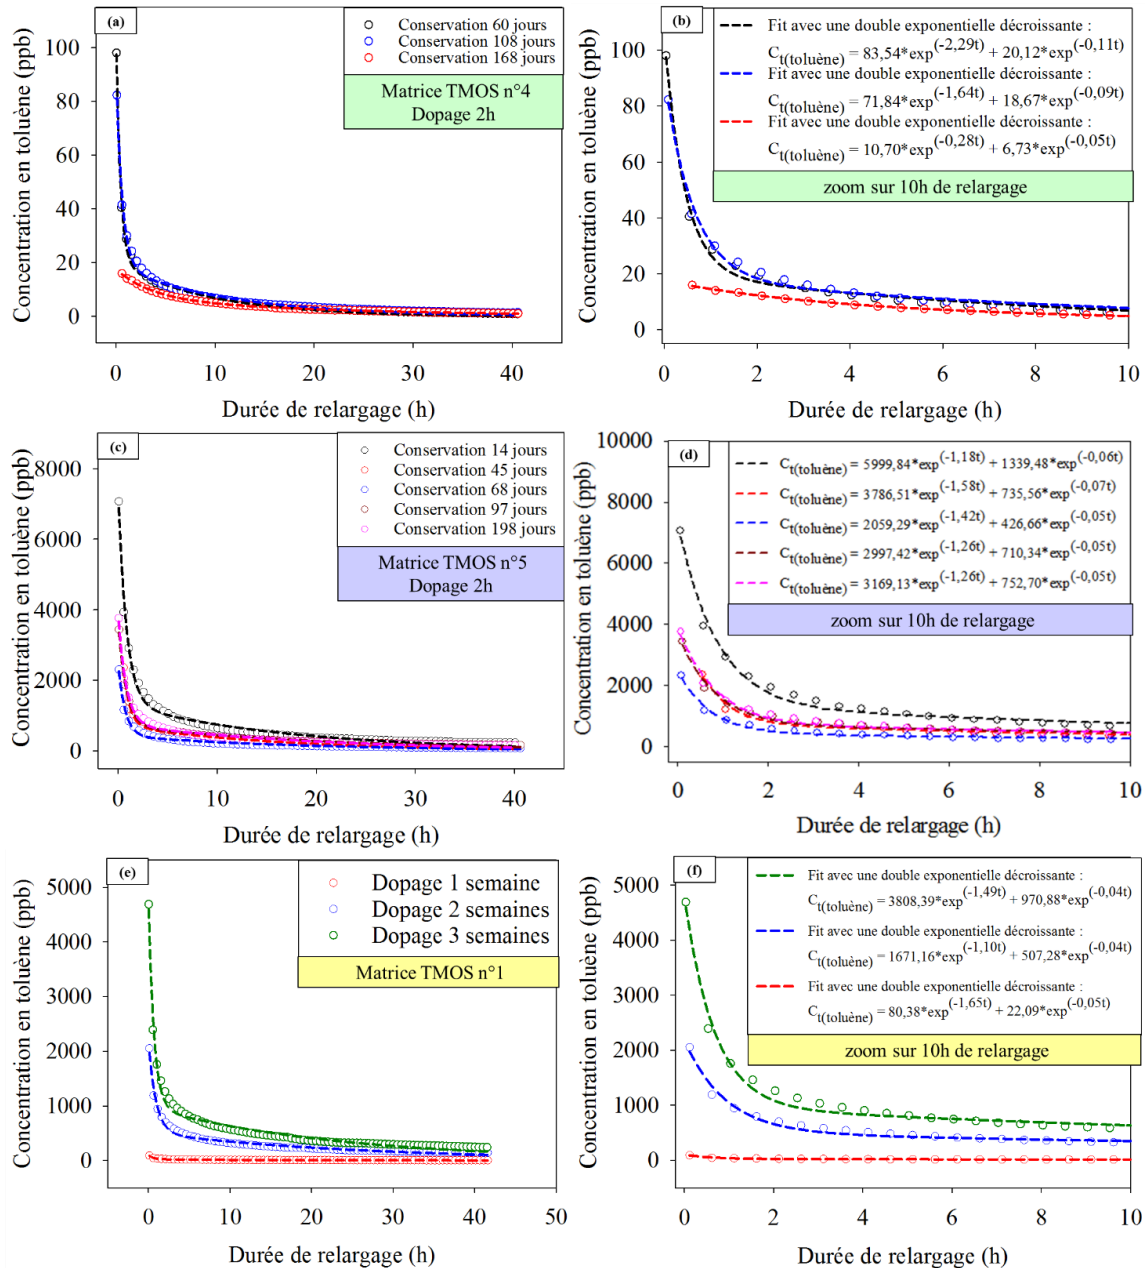 (a)
Conservation 60 jours
Conservation 108 jours
Conservation 168 jours
Matrice TMOS n°4
Dopage 2h
Concentration en toluène (ppb)
100
80
60
40
20
0
0 10 20 30 40
Durée de relargage (h)
(b)
Fit avec une double exponentielle décroissante :
Ct(toluène) = 83,54*exp(-2,29t) + 20,12*exp(-0,11t)
Fit avec une double exponentielle décroissante :
Ct(toluène) = 71,84*exp(-1,64t) + 18,67*exp(-0,09t)
Fit avec une double exponentielle décroissante :
Ct(toluène) = 10,70*exp(-0,28t) + 6,73*exp(-0,05t)
zoom sur 10h de relargage
Concentration en toluène (ppb)
100
80
60
40
20
0
0 2 4 6 8 10
Durée de relargage (h)
(c)
Conservation 14 jours
Conservation 45 jours
Conservation 68 jours
Conservation 97 jours
Conservation 198 jours
Matrice TMOS n°5
Dopage 2h
Concentration en toluène (ppb)
8000
6000
4000
2000
0
0 10 20 30 40
Durée de relargage (h)
(d)
Ct(toluène) = 5999,84*exp(-1,18t) + 1339,48*exp(-0,06t)
Ct(toluène) = 3786,51*exp(-1,58t) + 735,56*exp(-0,07t)
Ct(toluène) = 2059,29*exp(-1,42t) + 426,66*exp(-0,05t)
Ct(toluène) = 2997,42*exp(-1,26t) + 710,34*exp(-0,05t)
Ct(toluène) = 3169,13*exp(-1,26t) + 752,70*exp(-0,05t)
zoom sur 10h de relargage
Concentration en toluène (ppb)
10000
8000
6000
4000
2000
0
0 2 4 6 8 10
Durée de relargage (h)
(e)
Dopage 1 semaine
Dopage 2 semaines
Dopage 3 semaines
Matrice TMOS n°1
Concentration en toluène (ppb)
5000
4000
3000
2000
1000
0
0 10 20 30 40 50
Durée de relargage (h)
(f)
Fit avec une double exponentielle décroissante :
Ct(toluène) = 3808,39*exp(-1,49t) + 970,88*exp(-0,04t)
Fit avec une double exponentielle décroissante :
Ct(toluène) = 1671,16*exp(-1,10t) + 507,28*exp(-0,04t)
Fit avec une double exponentielle décroissante :
Ct(toluène) = 80,38*exp(-1,65t) + 22,09*exp(-0,05t)
zoom sur 10h de relargage
Concentration en toluène (ppb)
5000
4000
3000
2000
1000
0
0 2 4 6 8 10
Durée de relargage (h)